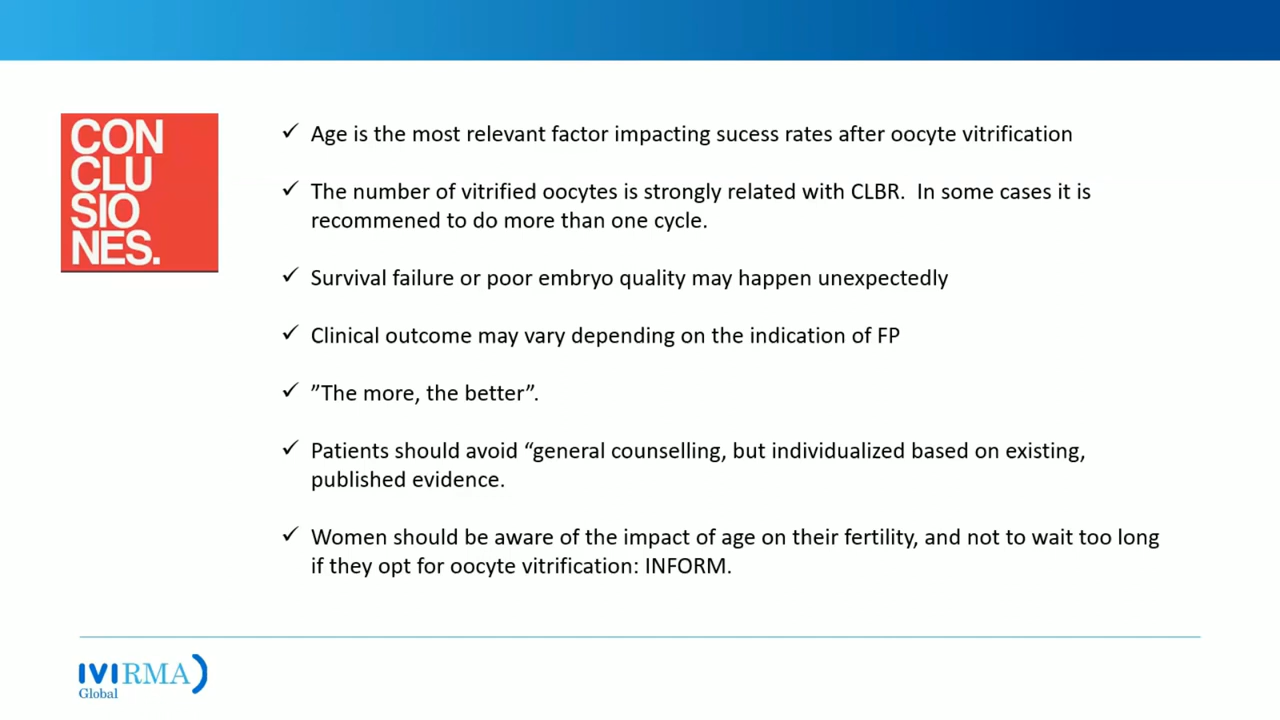 CON
CLU
SIO
NES.
Age is the most relevant factor impacting sucess rates after oocyte vitrification
The number of vitrified oocytes is strongly related with CLBR. In some cases it is
recommened to do more than one cycle.
Survival failure or poor embryo quality may happen unexpectedly
Clinical outcome may vary depending on the indication of FP
”The more, the better”.
Patients should avoid “general counselling, but individualized based on existing,
published evidence.
Women should be aware of the impact of age on their fertility, and not to wait too long
if they opt for oocyte vitrification: INFORM.
IVIRMA
Global